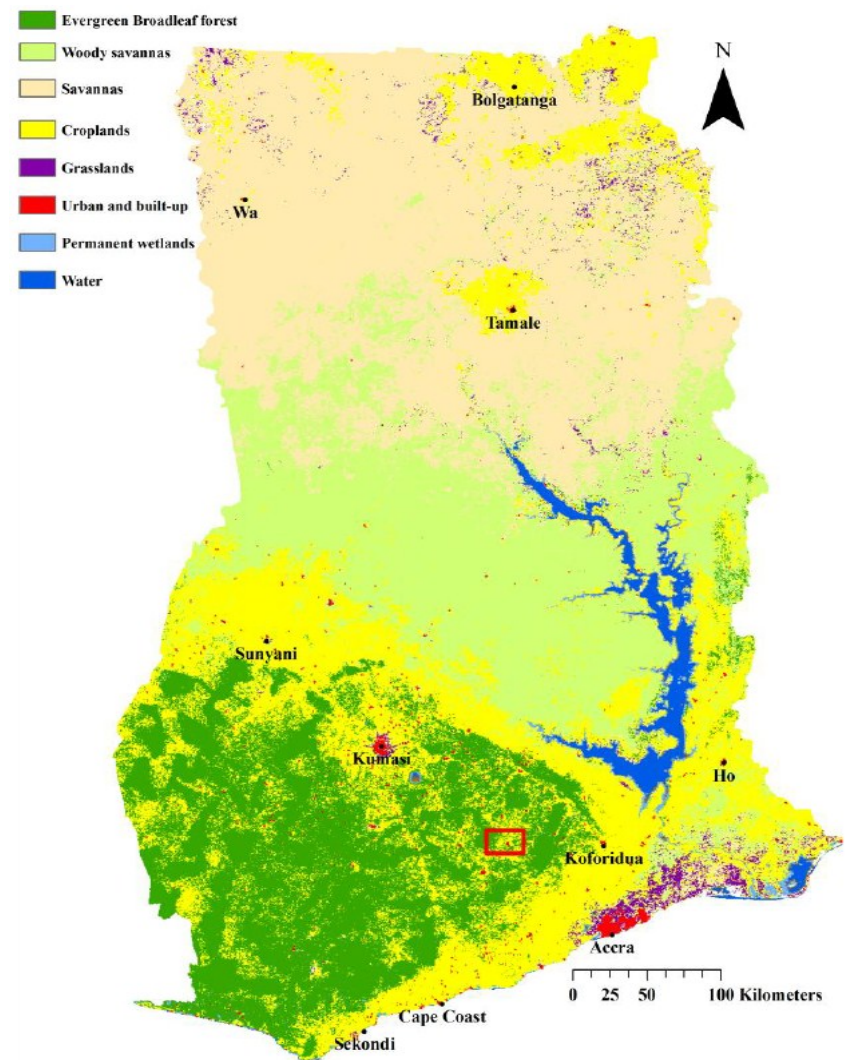 Evergreen Broadleaf forest
Woody savannas
Savannas
Croplands
Grasslands
Urban and built-up
Permanent wetlands
Water
N
Bolgatanga
Wa
Tamale
Sunyani
Kumasi
Ho
Koforidua
Accra
0 25 50 100 Kilometers
Cape Coast
Sekondi